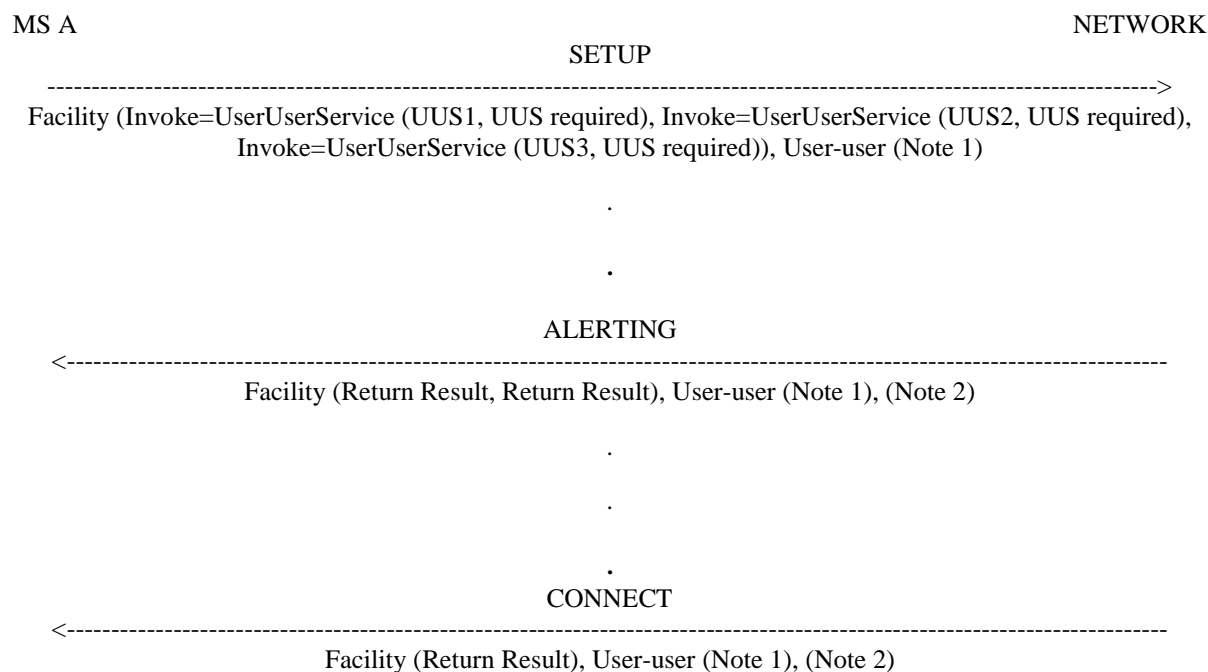 MS A NETWORK
SETUP
------------------------------------------------------------------------------------------------------------------------------->
Facility (Invoke=UserUserService (UUS1, UUS required), Invoke=UserUserService (UUS2, UUS required),
Invoke=UserUserService (UUS3, UUS required)), User-user (Note 1)
.
.
ALERTING
<------------------------------------------------------------------------------------------------------------------------------
Facility (Return Result, Return Result), User-user (Note 1), (Note 2)
.
.
.
CONNECT
<------------------------------------------------------------------------------------------------------------------------------
Facility (Return Result), User-user (Note 1), (Note 2)